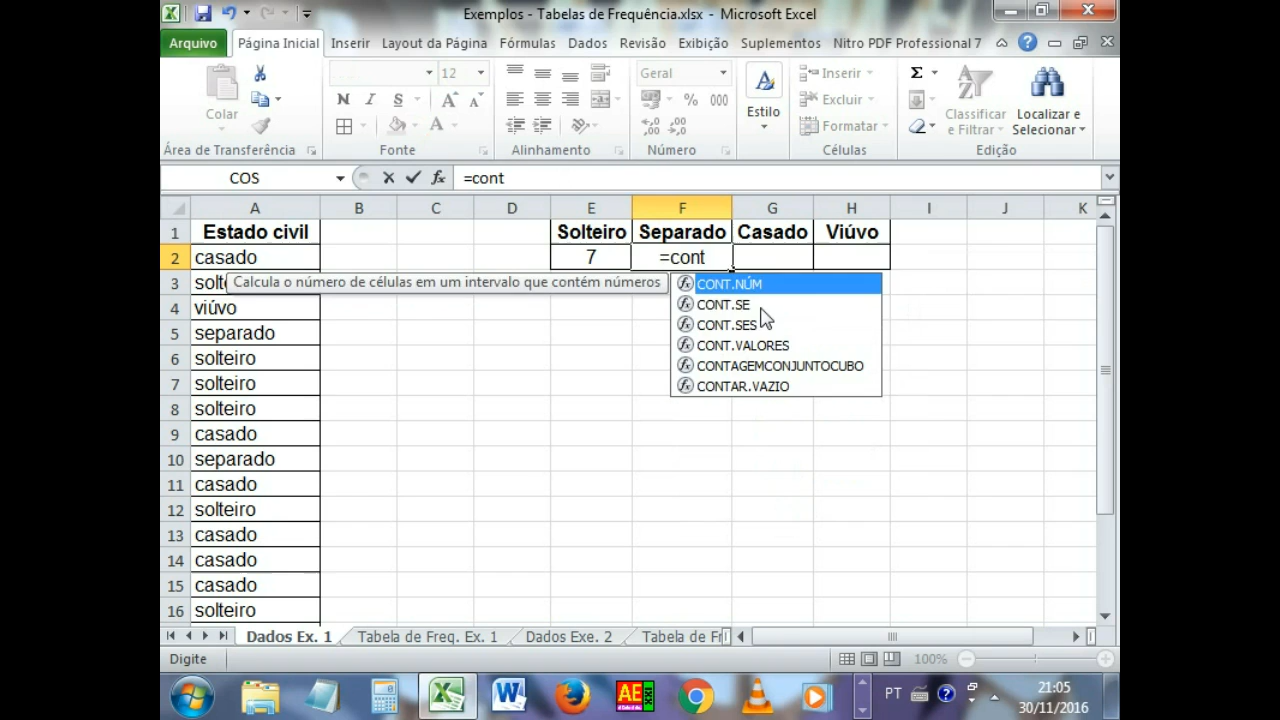 Exemplos - Tabelas de Frequência.xlsx - Microsoft Excel
Arquivo Página Inicial Inserir Layout da Página Fórmulas Dados Revisão Exibição Suplementos Nitro PDF Professional 7
12 Geral
Colar N I S A A % 000 Estilo Inserir Excluir Formatar Σ Classificar e Filtrar Localizar e Selecionar
Área de Transferência Fonte Alinhamento Número Células Edição
COS fx =cont
A B C D E F G H I J K
1 Estado civil Solteiro Separado Casado Viúvo
2 casado 7 =cont
3 solt Calcula o número de células em um intervalo que contém números CONT.NÚM
CONT.SE
4 viúvo CONT.SES
5 separado CONT.VALORES
6 solteiro CONTAGEMCONJUNTOCUBO
7 solteiro CONTAR.VAZIO
8 solteiro
9 casado
10 separado
11 casado
12 solteiro
13 casado
14 casado
15 casado
16 solteiro
Dados Ex. 1 Tabela de Freq. Ex. 1 Dados Exe. 2 Tabela de Fr
Digite 100%
AE PT 21:05
30/11/2016